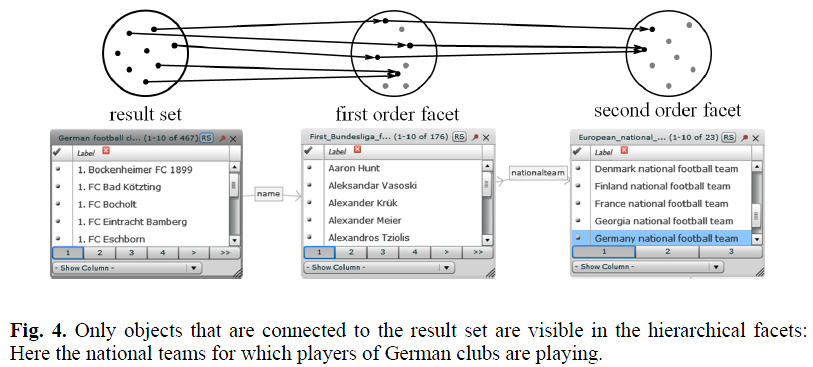 result set
first order facet
second order facet
German football cl... (1-10 of 467) RS
Label
1. Bockenheimer FC 1899
1. FC Bad Kötzting
1. FC Bocholt
1. FC Eintracht Bamberg
1. FC Eschborn
1 2 3 4 > >>
- Show Column -
name
First_Bundesliga_f... (1-10 of 176) RS
Label
Aaron Hunt
Aleksandar Vasoski
Alexander Krük
Alexander Meier
Alexandros Tziolis
1 2 3 4 > >>
- Show Column -
nationalteam
European_national_... (1-10 of 23) RS
Label
Denmark national football team
Finland national football team
France national football team
Georgia national football team
Germany national football team
1 2 3
- Show Column -
Fig. 4. Only objects that are connected to the result set are visible in the hierarchical facets:
Here the national teams for which players of German clubs are playing.